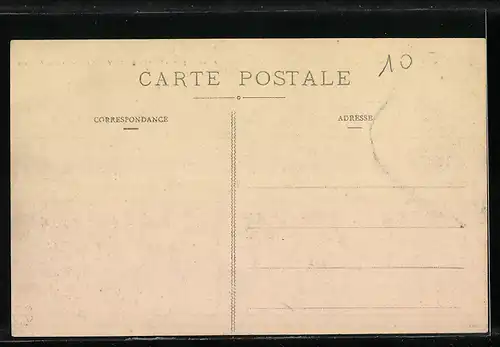 CARTE POSTALE
10
CORRESPONDANCE
ADRESSE